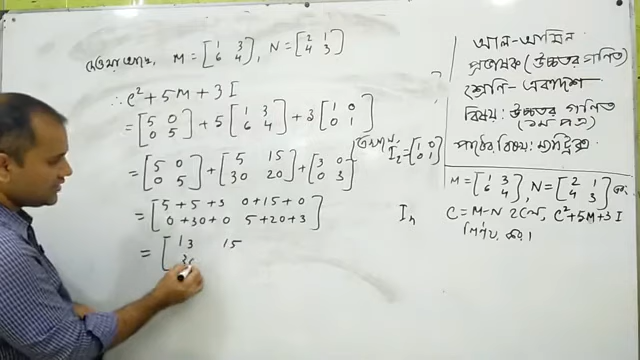 দেওয়া আছে, M = [1 3; 6 4], N = [2 1; 4 3]
∴ C² + 5M + 3I
= [5 0; 0 5] + 5 [1 3; 6 4] + 3 [1 0; 0 1]
= [5 0; 0 5] + [5 15; 30 20] + [3 0; 0 3]
= [5+5+3 0+15+0; 0+30+0 5+20+3]
= [13 15
30
I₂ = [1 0; 0 1]
Iₙ
আল-আমিন
প্রভাষক (উচ্চতর গণিত)
শ্রেণি - একাদশ
বিষয়: উচ্চতর গণিত
(১ম পত্র)
পাঠের বিষয়: ম্যাট্রিক্স
M = [1 3; 6 4], N = [2 1; 4 3] এবং
C = M - N হলে, C² + 5M + 3I
নির্ণয় কর।